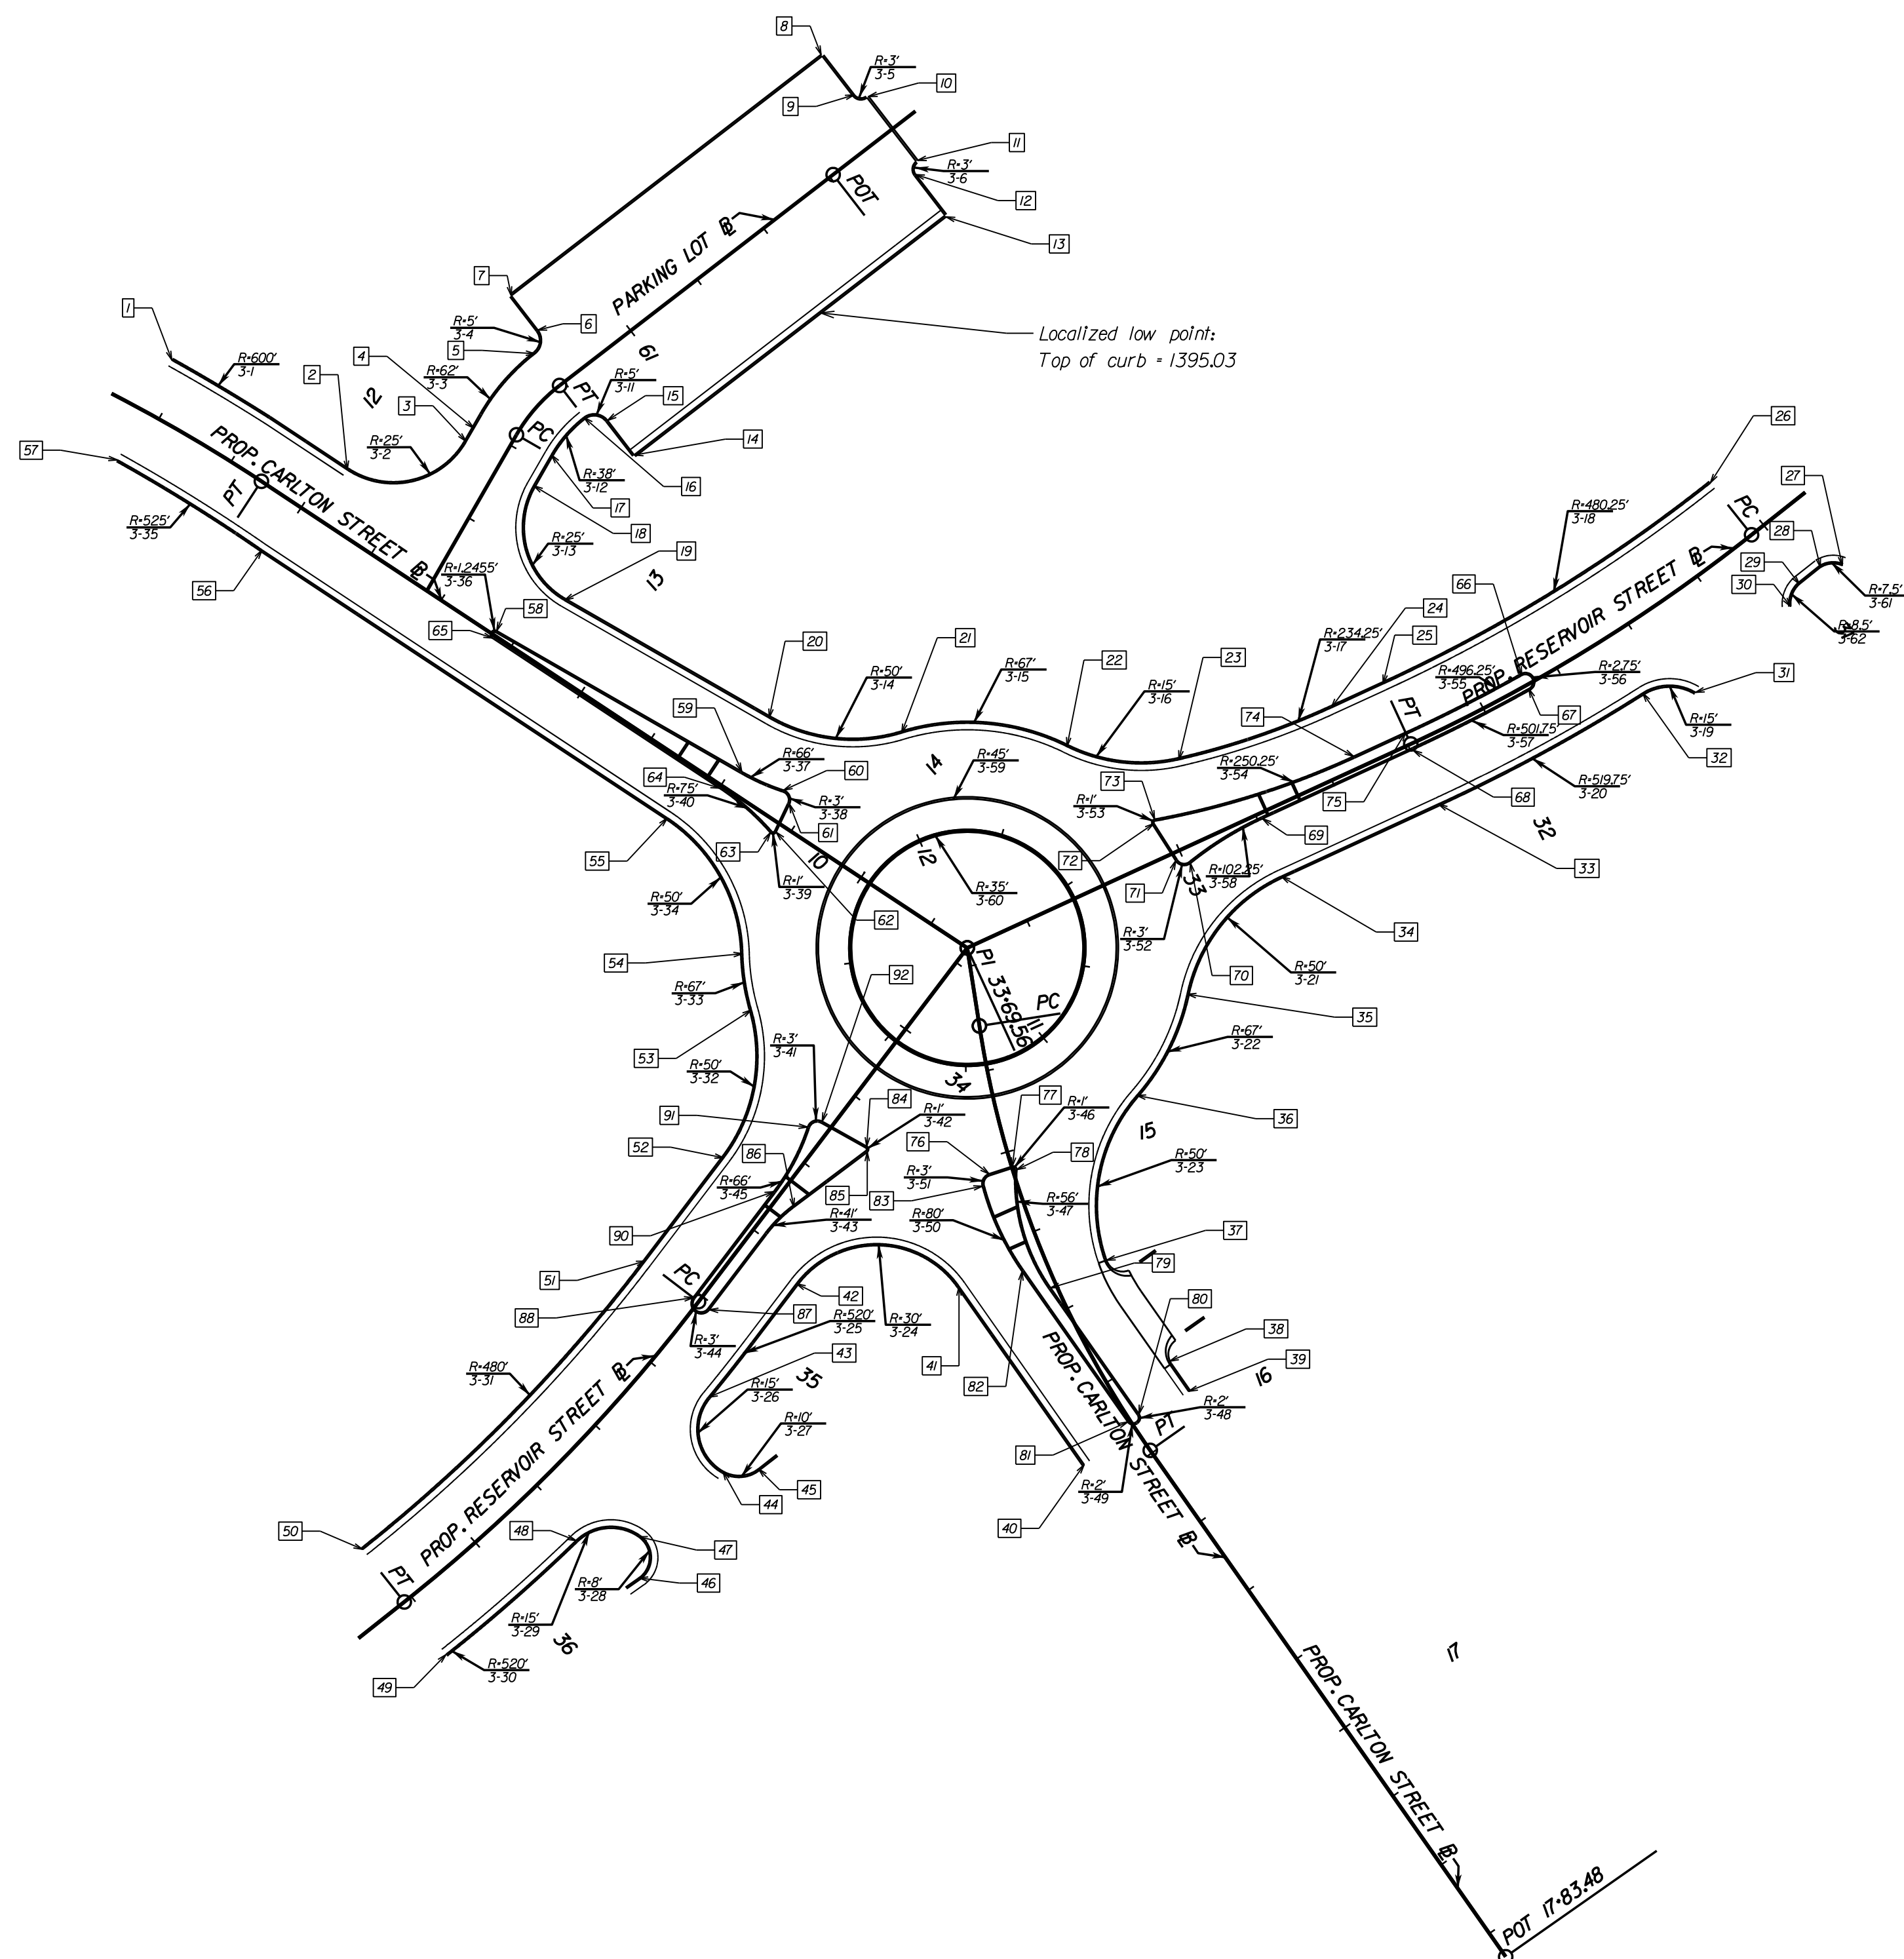 8
R=3'
3-5
10
9
11
R=3'
3-6
POT
12
13
PARKING LOT BL
7
1
R=5'
3-4
6
5
61
Localized low point:
Top of curb = 1395.03
4
R=600'
3-1
2
R=62'
3-3
12
3
PT
R=5'
3-11
15
PC
14
R=25'
3-2
PROP. CARLTON STREET BL
57
PT
R=38'
3-12
16
17
R=525'
3-35
18
R=25'
3-13
19
13
56
R=1.2455'
3-36
58
65
26
27
PC
R=480.25'
3-18
28
29
30
R=7.5'
3-61
R=8.5'
3-62
PROP. RESERVOIR STREET BL
66
24
25
20
21
22
23
R=67'
3-15
R=50'
3-14
R=15'
3-16
R=234.25'
3-17
R=496.25'
3-55
R=2.75'
3-56
31
67
R=15'
3-19
32
59
74
PT
R=501.75'
3-57
14
R=45'
3-59
R=66'
3-37
60
64
R=75'
3-40
R=3'
3-38
61
R=250.25'
3-54
73
R=1'
3-53
75
68
R=519.75'
3-20
69
32
33
72
55
63
10
12
R=1'
3-39
R=35'
3-60
71
33
R=102.25'
3-58
R=50'
3-34
62
R=3'
3-52
34
54
92
PI 33+69.56
70
R=50'
3-21
R=67'
3-33
PC
11
35
53
R=3'
3-41
R=67'
3-22
R=50'
3-32
34
91
84
R=1'
3-42
77
R=1'
3-46
36
52
86
76
78
15
R=50'
3-23
R=66'
3-45
85
83
R=3'
3-51
90
R=41'
3-43
R=80'
3-50
R=56'
3-47
37
79
PC
51
42
88
87
R=520'
3-25
R=30'
3-24
80
38
R=3'
3-44
43
41
35
82
39
16
R=480'
3-31
R=15'
3-26
R=2'
3-48
PT
R=10'
3-27
81
45
44
R=2'
3-49
40
PROP. CARLTON STREET BL
50
48
47
46
PT
PROP. RESERVOIR STREET BL
R=8'
3-28
R=15'
3-29
36
R=520'
3-30
49
17
PROP. CARLTON STREET BL
POT 17+83.48